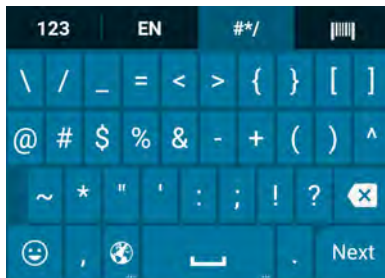 123 EN #*/
\ / _ = < > { } [ ]
@ # $ % & - + ( ) ^
~ * " ' : ; ! ?
, . Next